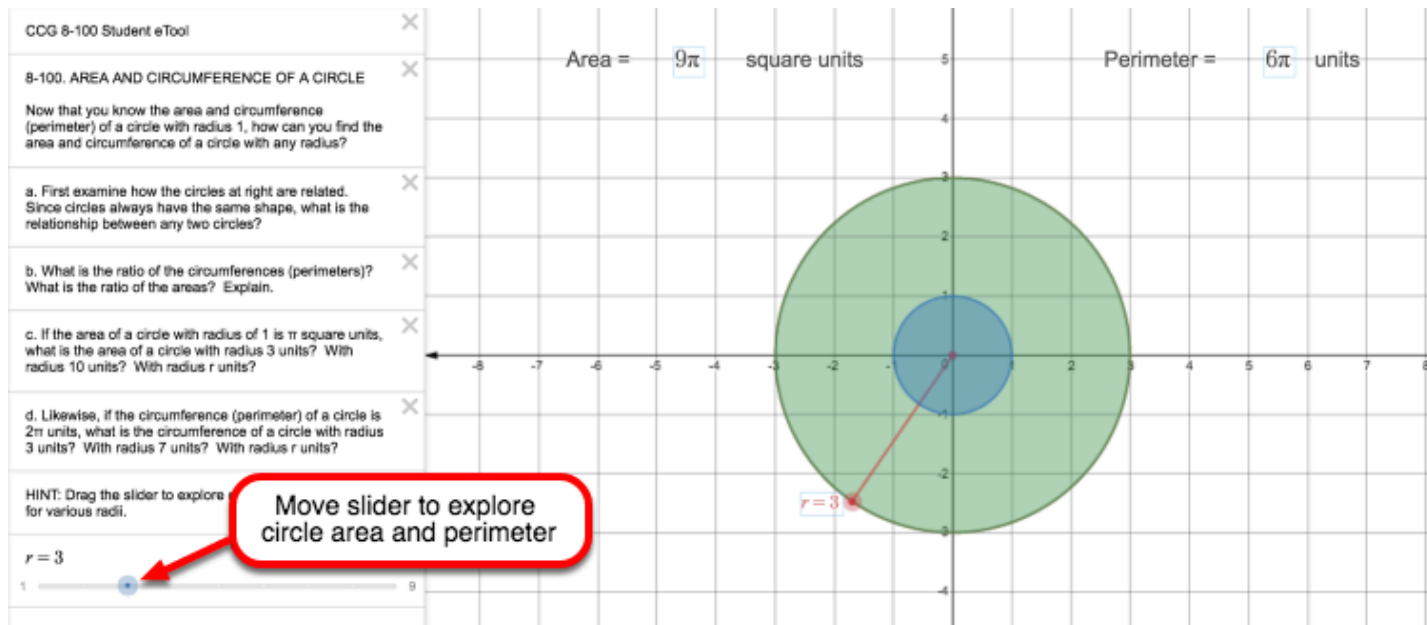 CCG 8-100 Student eTool
8-100. AREA AND CIRCUMFERENCE OF A CIRCLE
Now that you know the area and circumference
(perimeter) of a circle with radius 1, how can you find the
area and circumference of a circle with any radius?
a. First examine how the circles at right are related.
Since circles always have the same shape, what is the
relationship between any two circles?
b. What is the ratio of the circumferences (perimeters)?
What is the ratio of the areas? Explain.
c. If the area of a circle with radius of 1 is π square units,
what is the area of a circle with radius 3 units? With
radius 10 units? With radius r units?
d. Likewise, if the circumference (perimeter) of a circle is
2π units, what is the circumference of a circle with radius
3 units? With radius 7 units? With radius r units?
HINT: Drag the slider to explore
for various radii.
Move slider to explore
circle area and perimeter
r = 3
1 9
Area = 9π square units
Perimeter = 6π units
5
4
3
2
1
-8 -7 -6 -5 -4 -3 -2 -1 0 1 2 3 4 5 6 7 8
-1
-2
r = 3
-3
-4